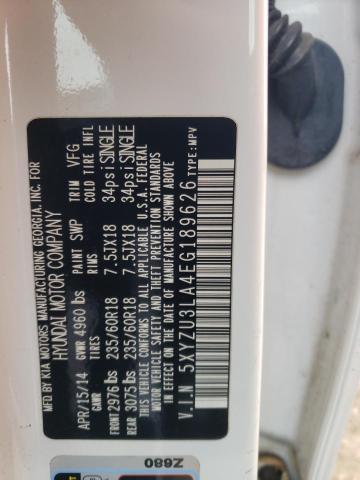 MFD BY KIA MOTORS MANUFACTURING GEORGIA, INC. FOR
HYUNDAI MOTOR COMPANY
APR/15/14 GVWR 4960 lbs PAINT SWP TRIM VFG
GAWR TIRES RIMS COLD TIRE INFL
FRONT 2976 lbs 235/60R18 7.5JX18 34psi SINGLE
REAR 3075 lbs 235/60R18 7.5JX18 34psi SINGLE
THIS VEHICLE CONFORMS TO ALL APPLICABLE U.S.A. FEDERAL
MOTOR VEHICLE SAFETY, BUMPER, AND THEFT PREVENTION STANDARDS
IN EFFECT ON THE DATE OF MANUFACTURE SHOWN ABOVE.
V.I.N 5XYZU3LA4EG189626 TYPE:MPV
Z680